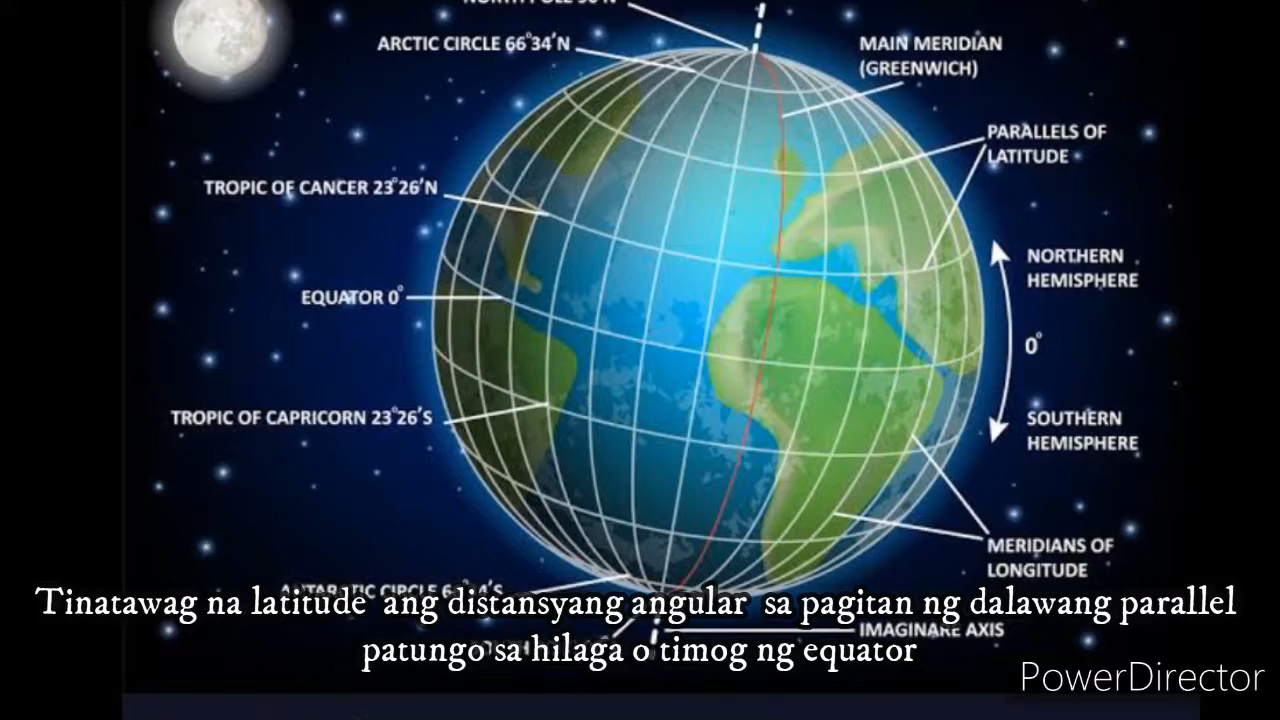 ARCTIC CIRCLE 66°34'N
MAIN MERIDIAN
(GREENWICH)
PARALLELS OF
LATITUDE
TROPIC OF CANCER 23°26'N
NORTHERN
HEMISPHERE
EQUATOR 0°
0°
TROPIC OF CAPRICORN 23°26'S
SOUTHERN
HEMISPHERE
MERIDIANS OF
LONGITUDE
CIRCLE
Tinatawag na latitude ang distansyang angular sa pagitan ng dalawang parallel
IMAGINARE AXIS
patungo sa hilaga o timog ng equator
PowerDirector